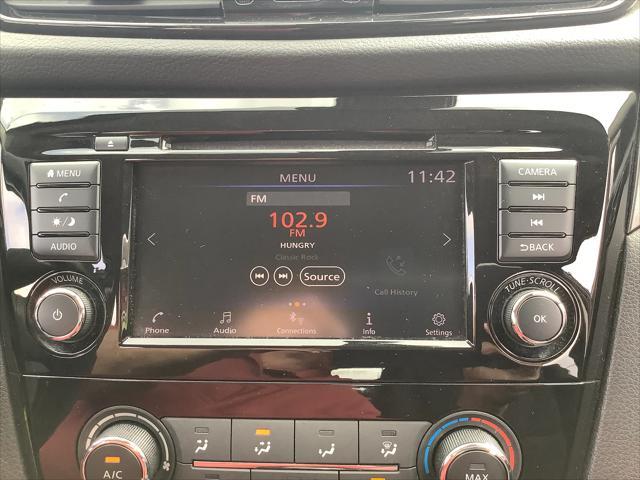 MENU
CAMERA
AUDIO
BACK
VOLUME
TUNE·SCROLL
OK
MENU
11:42
FM
102.9
FM
HUNGRY
Classic Rock
Source
Call History
Phone
Audio
Connections
Info
Settings
A/C
MAX